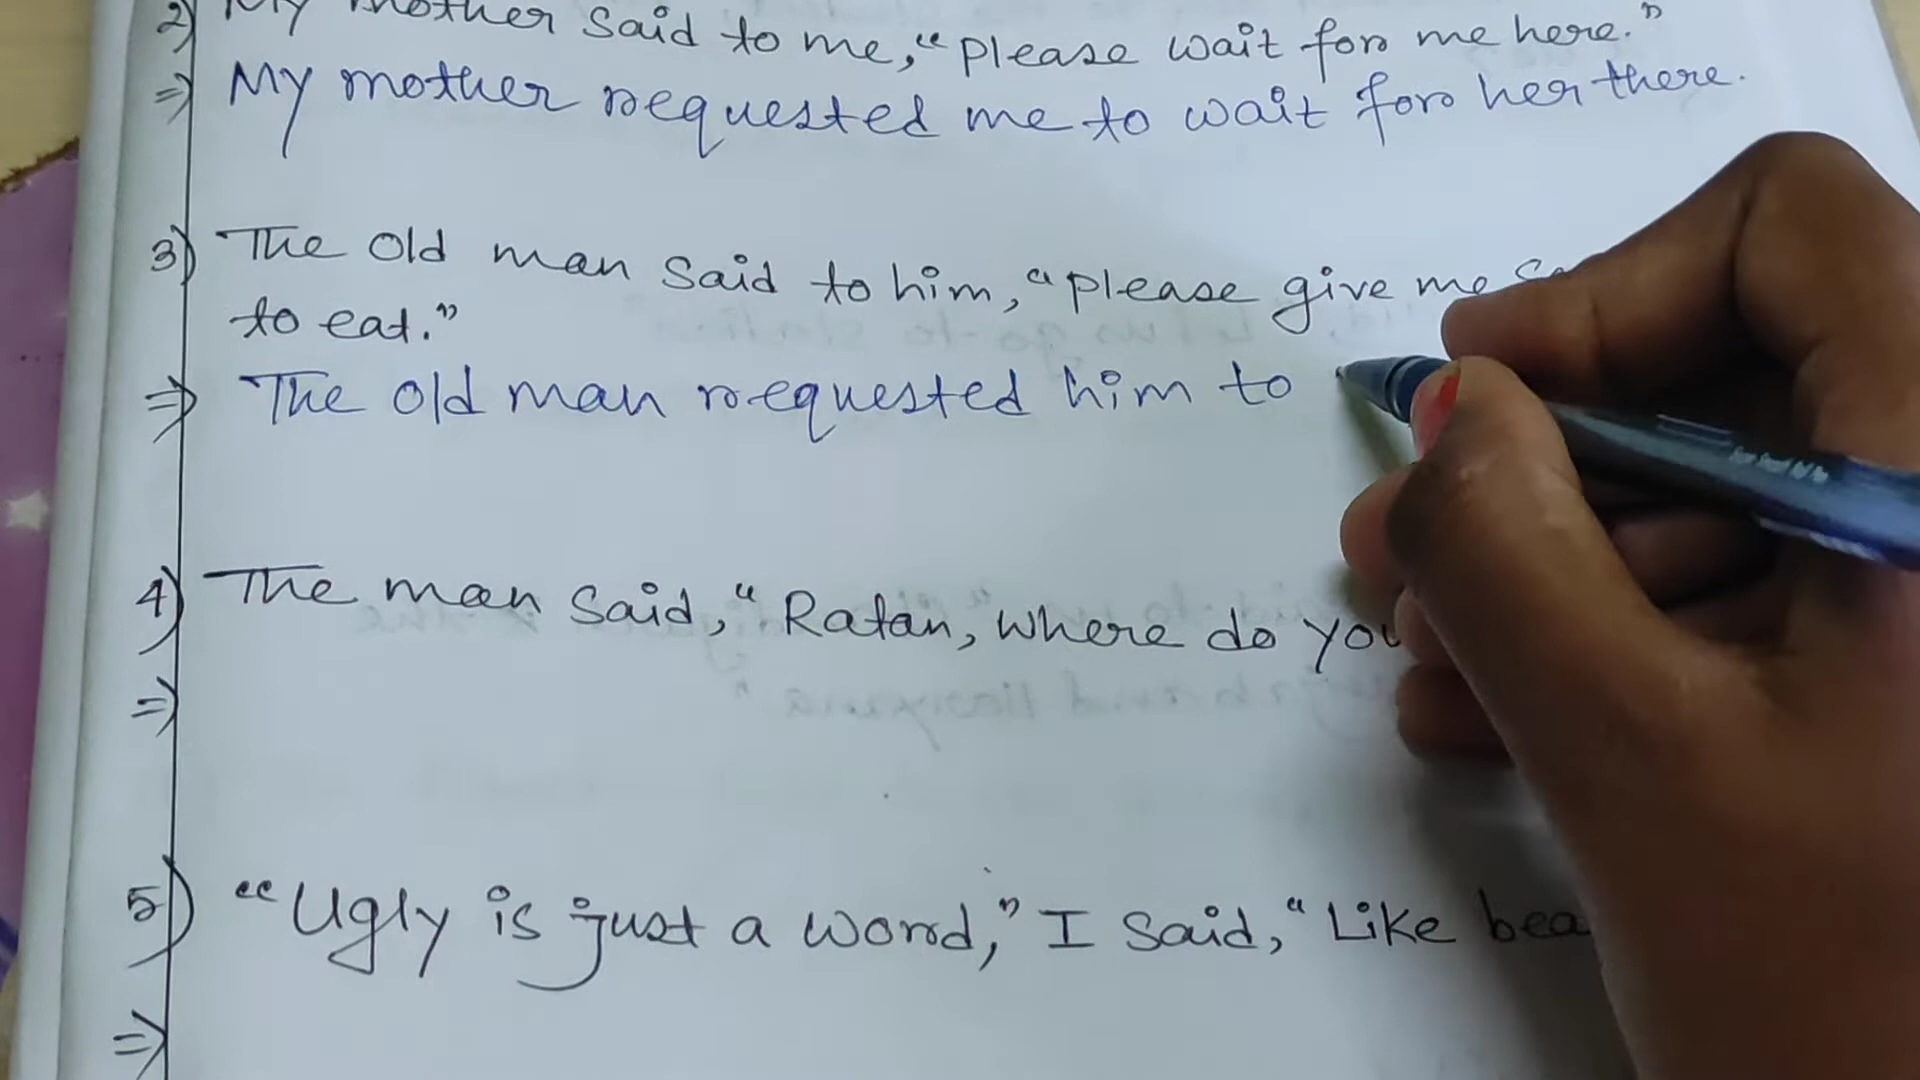 2) My mother said to me, "please wait for me here."
=> My mother requested me to wait for her there.
3) The old man said to him, "please give me
to eat."
=> The old man requested him to
4) The man said, "Ratan, where do you
=>
5) "Ugly is just a word," I said, "Like
=>